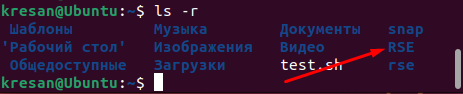 kresan@Ubuntu:~$ ls -r
Шаблоны Музыка Документы snap
'Рабочий стол' Изображения Видео RSE
Общедоступные Загрузки test.sh rse
kresan@Ubuntu:~$